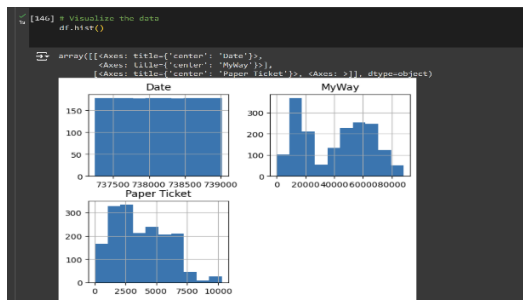 [146] # Visualize the data
df.hist()
array([[<Axes: title={'center': 'Date'}>,
<Axes: title={'center': 'MyWay'}>],
[<Axes: title={'center': 'Paper Ticket'}>, <Axes: >]], dtype=object)
Date
MyWay
150
100
50
0
737500 738000 738500 739000
300
200
100
0
0 20000 40000 60000 80000
Paper Ticket
300
200
100
0
0 2500 5000 7500 10000